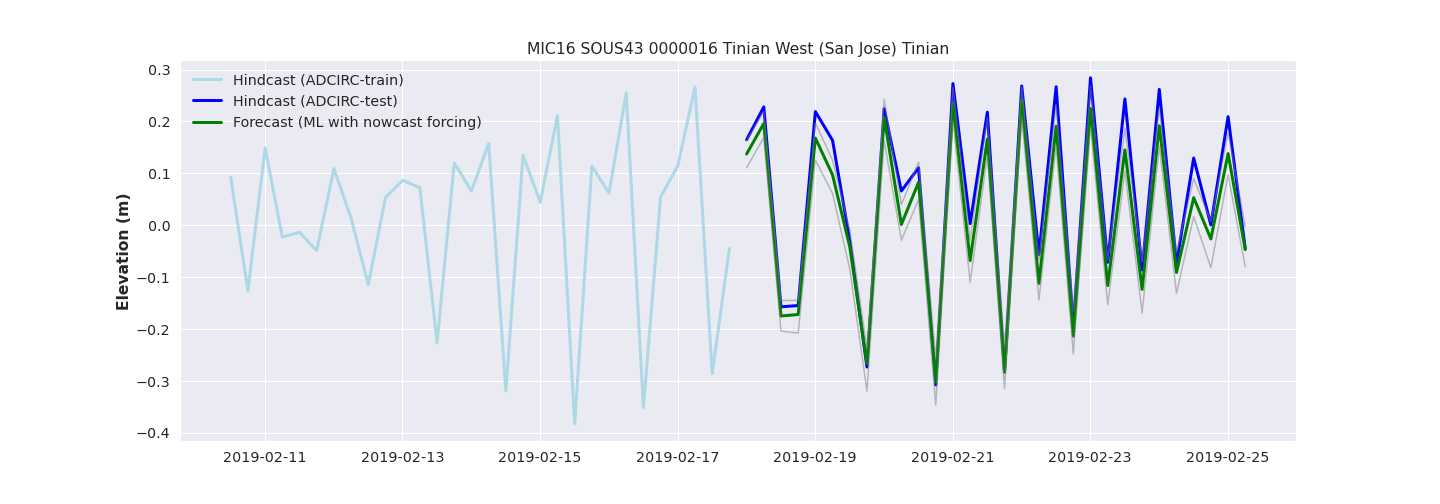 MIC16 SOUS43 0000016 Tinian West (San Jose) Tinian
Hindcast (ADCIRC-train)
Hindcast (ADCIRC-test)
Forecast (ML with nowcast forcing)
Elevation (m)
0.3
0.2
0.1
0.0
−0.1
−0.2
−0.3
−0.4
2019-02-11 2019-02-13 2019-02-15 2019-02-17 2019-02-19 2019-02-21 2019-02-23 2019-02-25